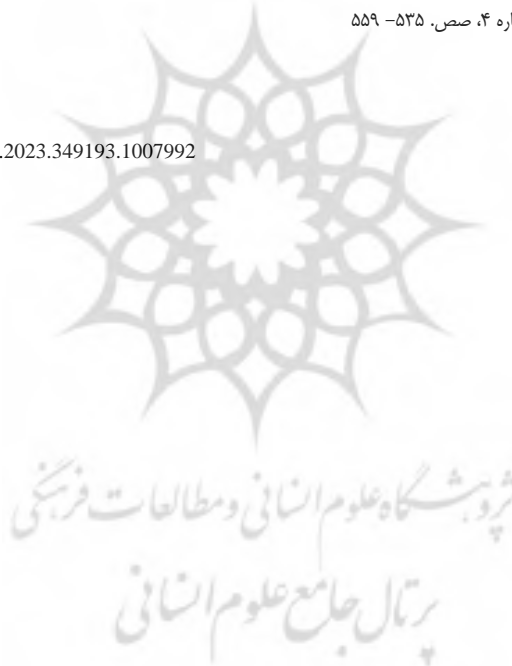 اره ۴، صص. ۵۳۵- ۵۵۹
.2023.349193.1007992
پژوهشگاه علوم انسانی و مطالعات فرهنگی
پرتال جامع علوم انسانی